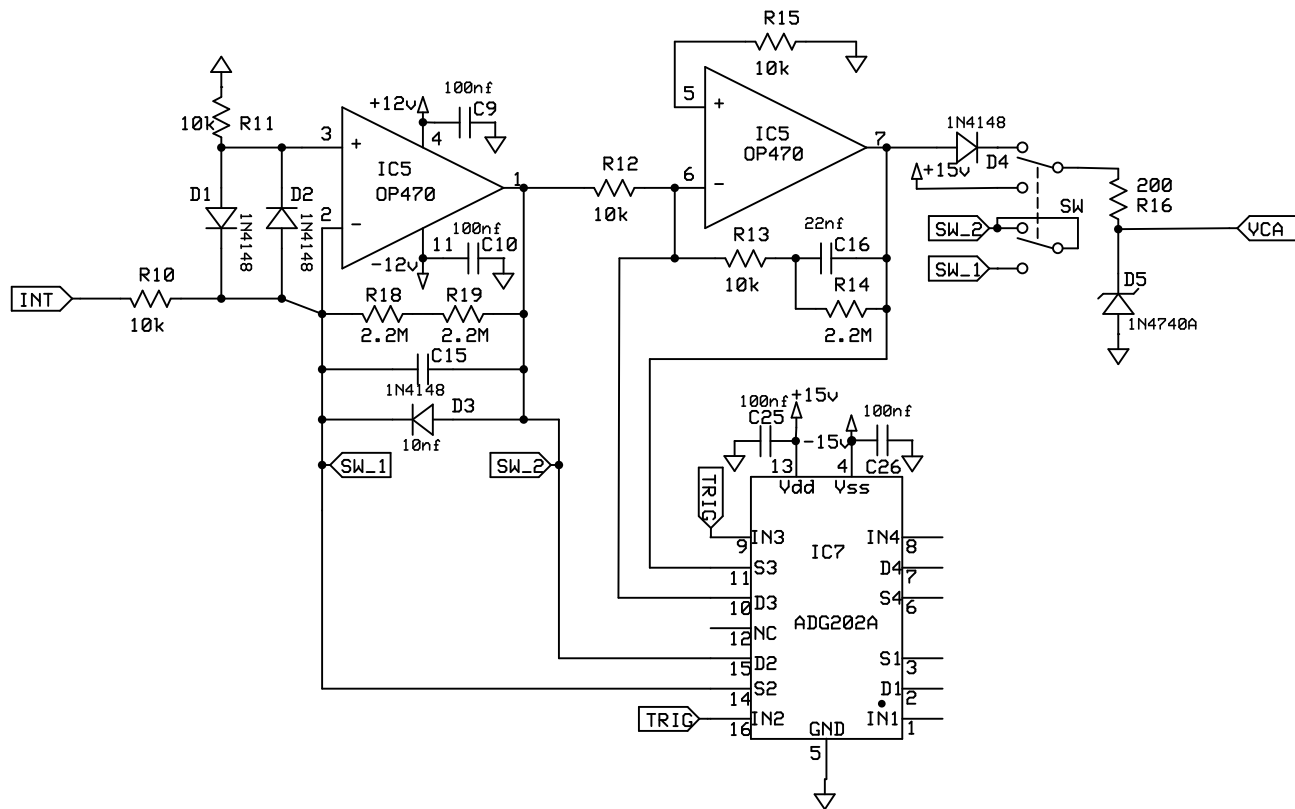 R15
10k
5
+
IC5
OP470
7
6
−
1N4148
D4
+15v
200
R16
SW
SW_2
SW_1
VCA
D5
1N4740A
100nf
+12v
C9
4
10k
R11
3
+
IC5
OP470
1
D1
D2
1N4148
1N4148
2
−
11
100nf
C10
-12v
R12
10k
R10
INT
10k
R18
R19
2.2M
2.2M
C15
1N4148
D3
10nf
SW_1
SW_2
R13
10k
22nf
C16
R14
2.2M
100nf
+15v
C25
-15v
100nf
C26
13
4
Vdd
Vss
TRIG
IN3
9
S3
11
D3
10
NC
12
D2
15
S2
14
TRIG
IN2
16
IC7
ADG202A
IN4
8
D4
7
S4
6
S1
3
D1
2
IN1
1
GND
5